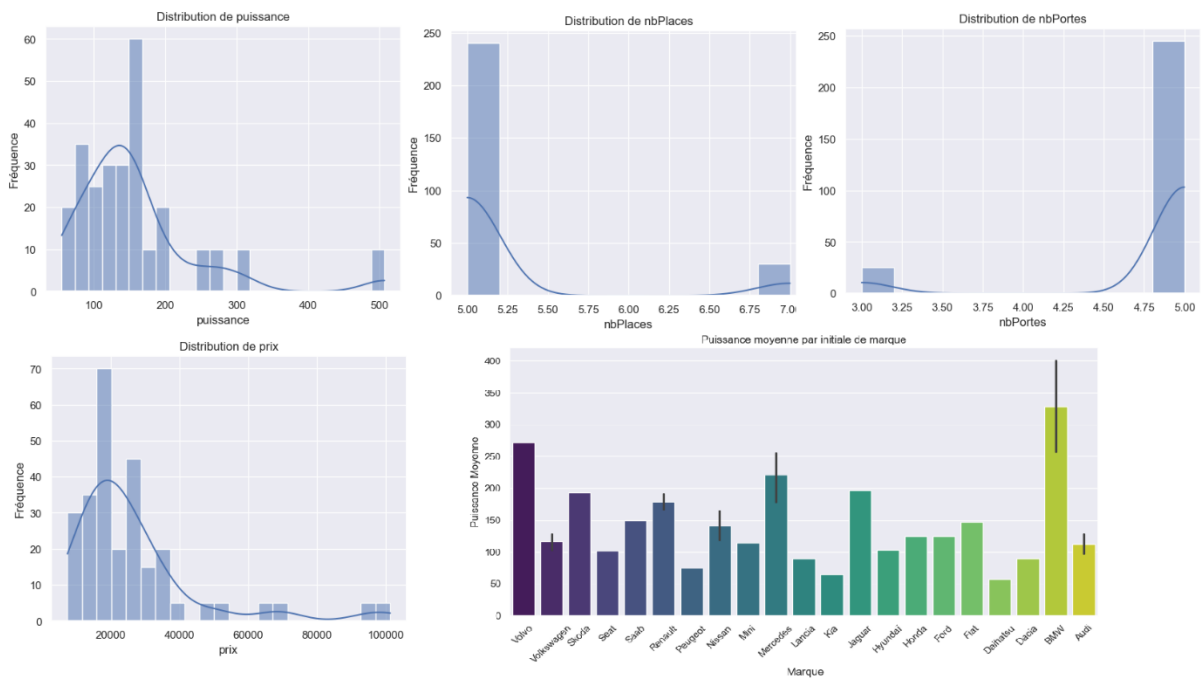 Distribution de puissance
Fréquence
60
50
40
30
20
10
0
100
200
300
400
500
puissance
Distribution de nbPlaces
Fréquence
250
200
150
100
50
0
5.00
5.25
5.50
5.75
6.00
6.25
6.50
6.75
7.00
nbPlaces
Distribution de nbPortes
Fréquence
250
200
150
100
50
0
3.00
3.25
3.50
3.75
4.00
4.25
4.50
4.75
5.00
nbPortes
Distribution de prix
Fréquence
70
60
50
40
30
20
10
0
20000
40000
60000
80000
100000
prix
Puissance moyenne par initiale de marque
Puissance Moyenne
400
350
300
250
200
150
100
50
0
Volvo
Volkswagen
Skoda
Seat
Saab
Renault
Peugeot
Nissan
Mini
Mercedes
Lancia
Kia
Jaguar
Hyundai
Honda
Ford
Fiat
Daihatsu
Dacia
BMW
Audi
Marque